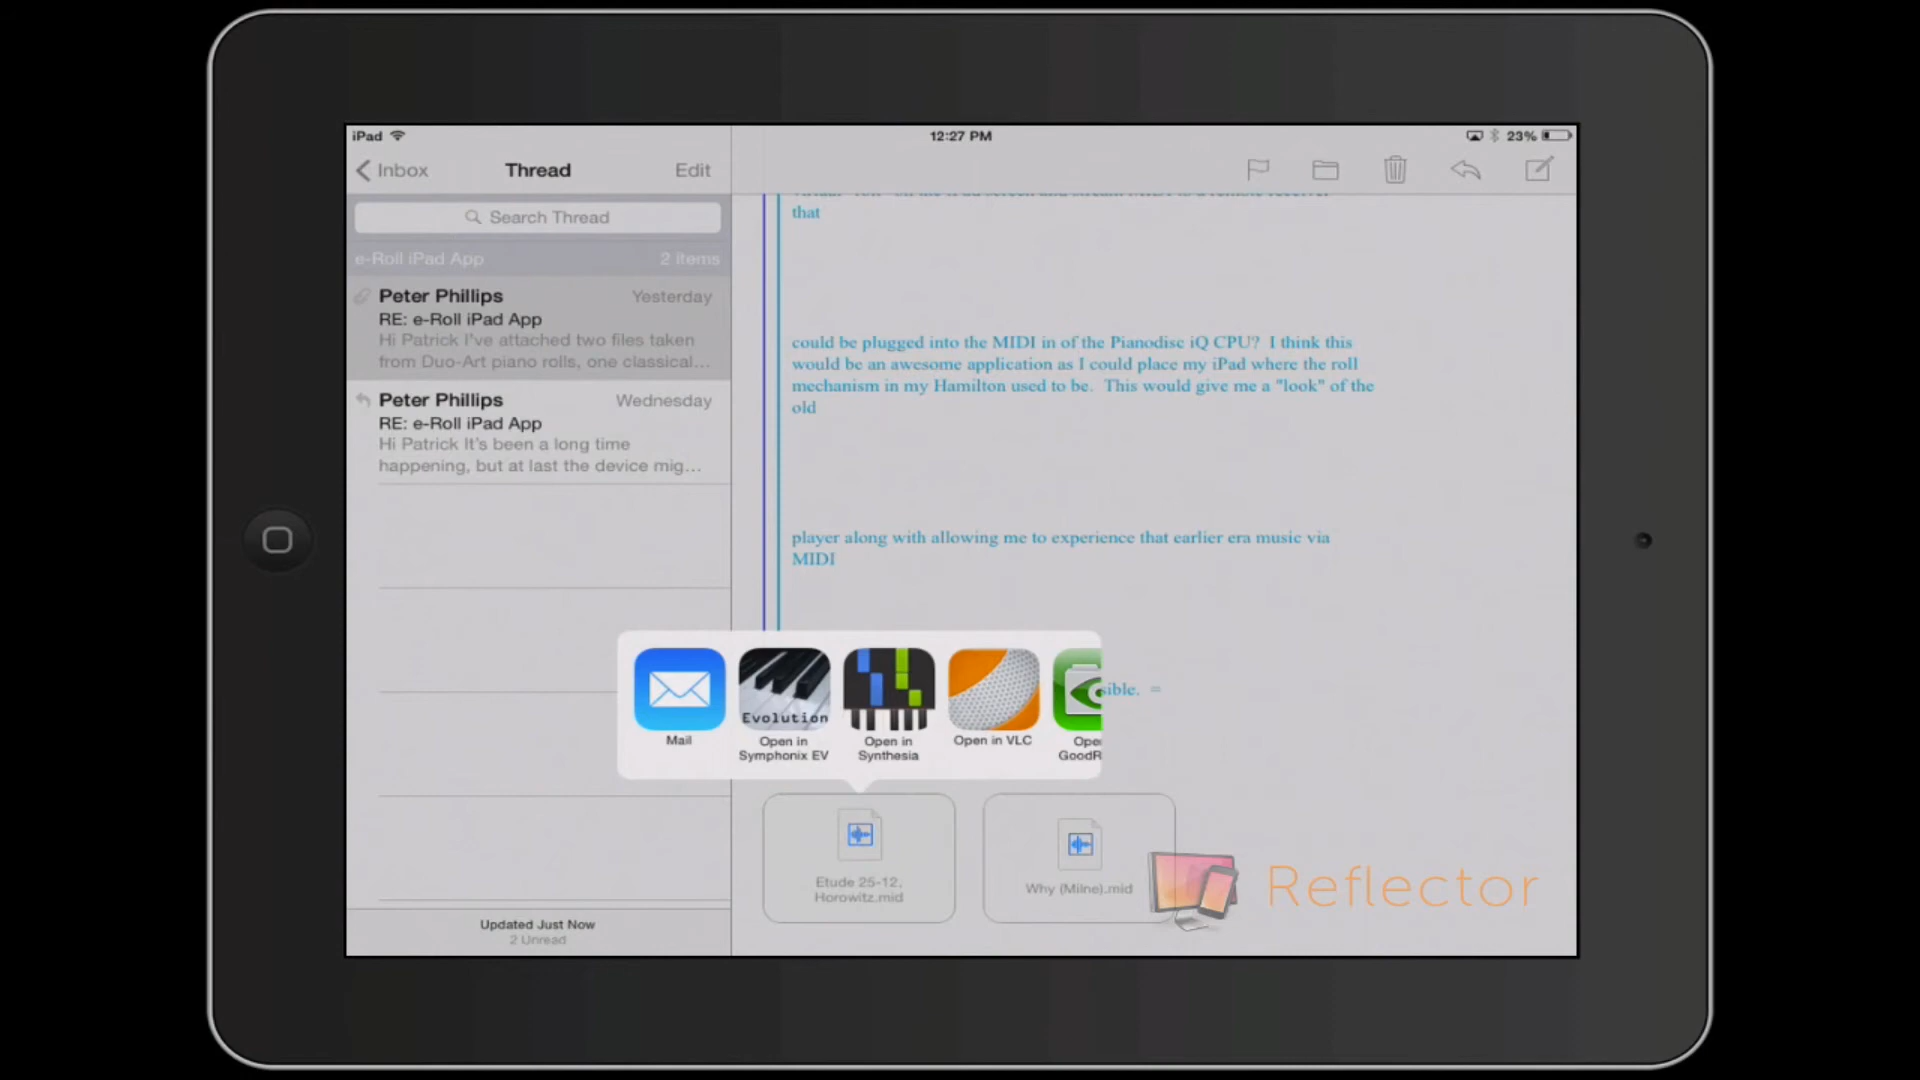 iPad
12:27 PM
23%
Inbox
Thread
Edit
Search Thread
e-Roll iPad App 2 items
Peter Phillips Yesterday
RE: e-Roll iPad App
Hi Patrick I've attached two files taken
from Duo-Art piano rolls, one classical...
Peter Phillips Wednesday
RE: e-Roll iPad App
Hi Patrick It's been a long time
happening, but at last the device mig...
Updated Just Now
2 Unread
that
could be plugged into the MIDI in of the Pianodisc iQ CPU?  I think this
would be an awesome application as I could place my iPad where the roll
mechanism in my Hamilton used to be.  This would give me a "look" of the
old
player along with allowing me to experience that earlier era music via
MIDI
sible. =
Evolution
Mail
Open in
Symphonix EV
Open in
Synthesia
Open in VLC
Ope
GoodR
Etude 25-12,
Horowitz.mid
Why (Milne).mid
Reflector